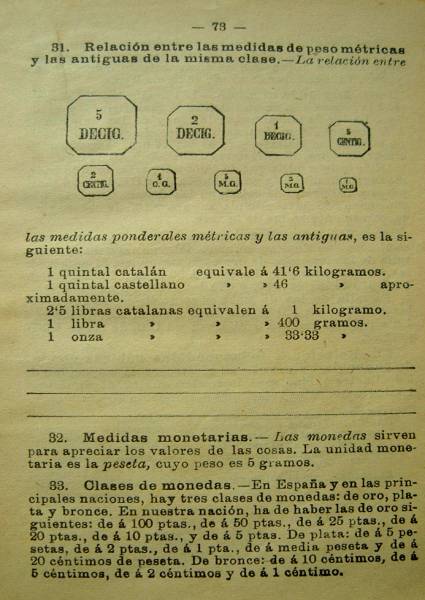 — 73 —
31. Relación entre las medidas de peso métricas
y las antiguas de la misma clase.—La relación entre
5
DECIG.
2
DECIG.
1
DECIG.
5
CENTIG.
2
CENTIG.
1
C.G.
5
M.G.
2
M.G.
1
M.G.
las medidas ponderales métricas y las antiguas, es la si-
guiente:
1 quintal catalán equivale á 41'6 kilogramos.
1 quintal castellano » » 46 » apro-
ximadamente.
2'5 libras catalanas equivalen á 1 kilogramo.
1 libra » » 400 gramos.
1 onza » » 33'33 »
32. Medidas monetarias.— Las monedas sirven
para apreciar los valores de las cosas. La unidad mone-
taria es la peseta, cuyo peso es 5 gramos.
33. Clases de monedas.—En España y en las prin-
cipales naciones, hay tres clases de monedas: de oro, pla-
ta y bronce. En nuestra nación, ha de haber las de oro si-
guientes: de á 100 ptas., de á 50 ptas., de á 25 ptas., de á
20 ptas., de á 10 ptas., y de á 5 ptas. De plata: de á 5 pe-
setas, de á 2 ptas., de á 1 pta., de á media peseta y de á
20 céntimos de peseta. De bronce: de á 10 céntimos, de á
5 céntimos, de á 2 céntimos y de á 1 céntimo.